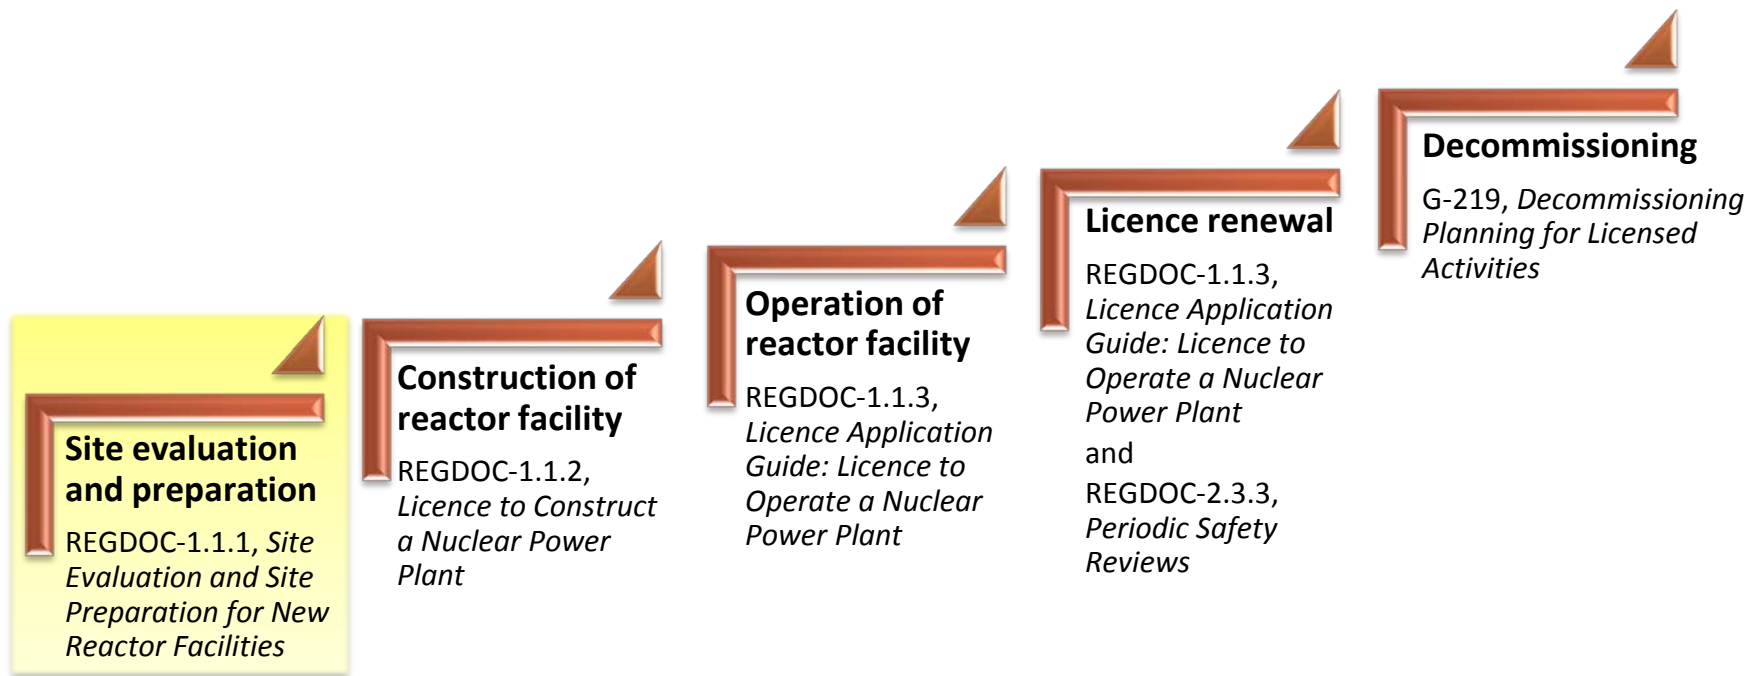 Site evaluation
and preparation
REGDOC-1.1.1, Site
Evaluation and Site
Preparation for New
Reactor Facilities
Construction of
reactor facility
REGDOC-1.1.2,
Licence to Construct
a Nuclear Power
Plant
Operation of
reactor facility
REGDOC-1.1.3,
Licence Application
Guide: Licence to
Operate a Nuclear
Power Plant
Licence renewal
REGDOC-1.1.3,
Licence Application
Guide: Licence to
Operate a Nuclear
Power Plant
and
REGDOC-2.3.3,
Periodic Safety
Reviews
Decommissioning
G-219, Decommissioning
Planning for Licensed
Activities